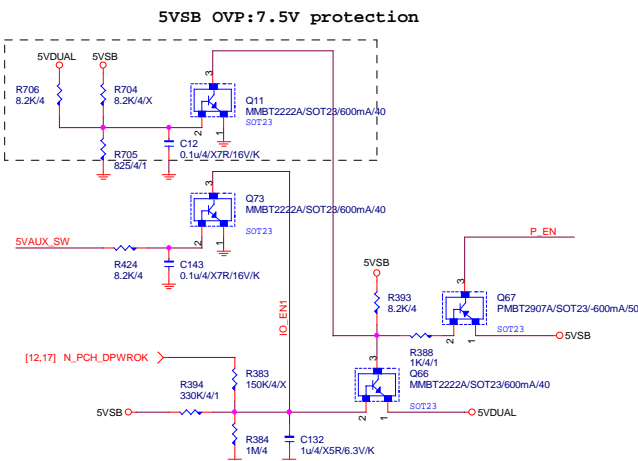 5VSB OVP:7.5V protection
5VDUAL
5VSB
R706
8.2K/4
R704
8.2K/4/X
3
Q11
MMBT2222A/SOT23/600mA/40
SOT23
2
1
C12
0.1u/4/X7R/16V/K
R705
825/4/1
3
Q73
MMBT2222A/SOT23/600mA/40
SOT23
2
1
5VAUX_SW
R424
8.2K/4
C143
0.1u/4/X7R/16V/K
P_EN
5VSB
R393
8.2K/4
3
Q67
PMBT2907A/SOT23/-600mA/50
SOT23
2
1
5VSB
IO_EN1
R388
1K/4/1
[12,17] N_PCH_DPWROK
R383
150K/4/X
3
Q66
MMBT2222A/SOT23/600mA/40
SOT23
2
1
5VDUAL
R394
330K/4/1
5VSB
R384
1M/4
C132
1u/4/X5R/6.3V/K